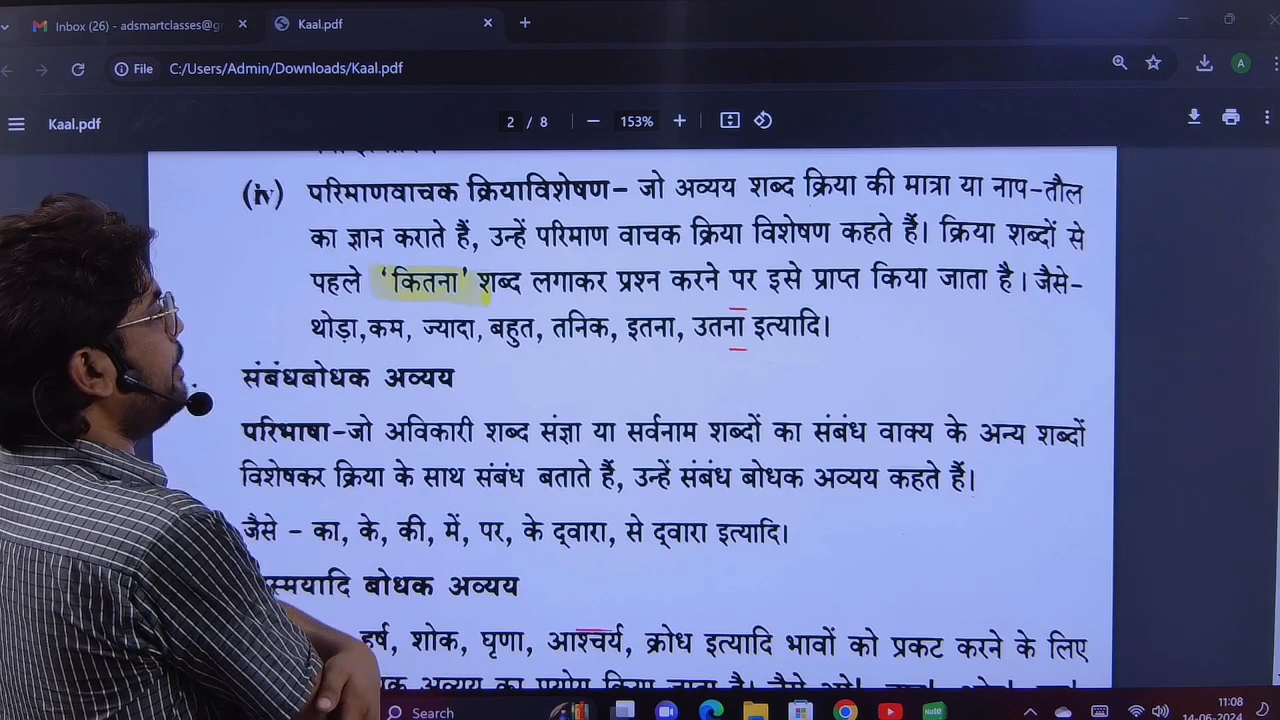 Inbox (26) - adsmartclasses@g
Kaal.pdf
File C:/Users/Admin/Downloads/Kaal.pdf
A
Kaal.pdf
2 / 8
153%
(iv) परिमाणवाचक क्रियाविशेषण– जो अव्यय शब्द क्रिया की मात्रा या नाप-तौल
का ज्ञान कराते हैं, उन्हें परिमाण वाचक क्रिया विशेषण कहते हैं। क्रिया शब्दों से
पहले 'कितना' शब्द लगाकर प्रश्न करने पर इसे प्राप्त किया जाता है। जैसे-
थोड़ा,कम, ज्यादा, बहुत, तनिक, इतना, उतना इत्यादि।
संबंधबोधक अव्यय
परिभाषा-जो अविकारी शब्द संज्ञा या सर्वनाम शब्दों का संबंध वाक्य के अन्य शब्दों
विशेषकर क्रिया के साथ संबंध बताते हैं, उन्हें संबंध बोधक अव्यय कहते हैं।
जैसे - का, के, की, में, पर, के द्वारा, से द्वारा इत्यादि।
स्मयादि बोधक अव्यय
हर्ष, शोक, घृणा, आश्चर्य, क्रोध इत्यादि भावों को प्रकट करने के लिए
अव्यय का प्रयोग किया जाता है। जैसे
Search
Note
11:08